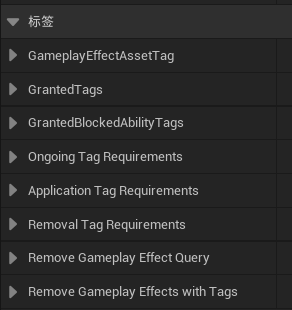 标签
GameplayEffectAssetTag
GrantedTags
GrantedBlockedAbilityTags
Ongoing Tag Requirements
Application Tag Requirements
Removal Tag Requirements
Remove Gameplay Effect Query
Remove Gameplay Effects with Tags